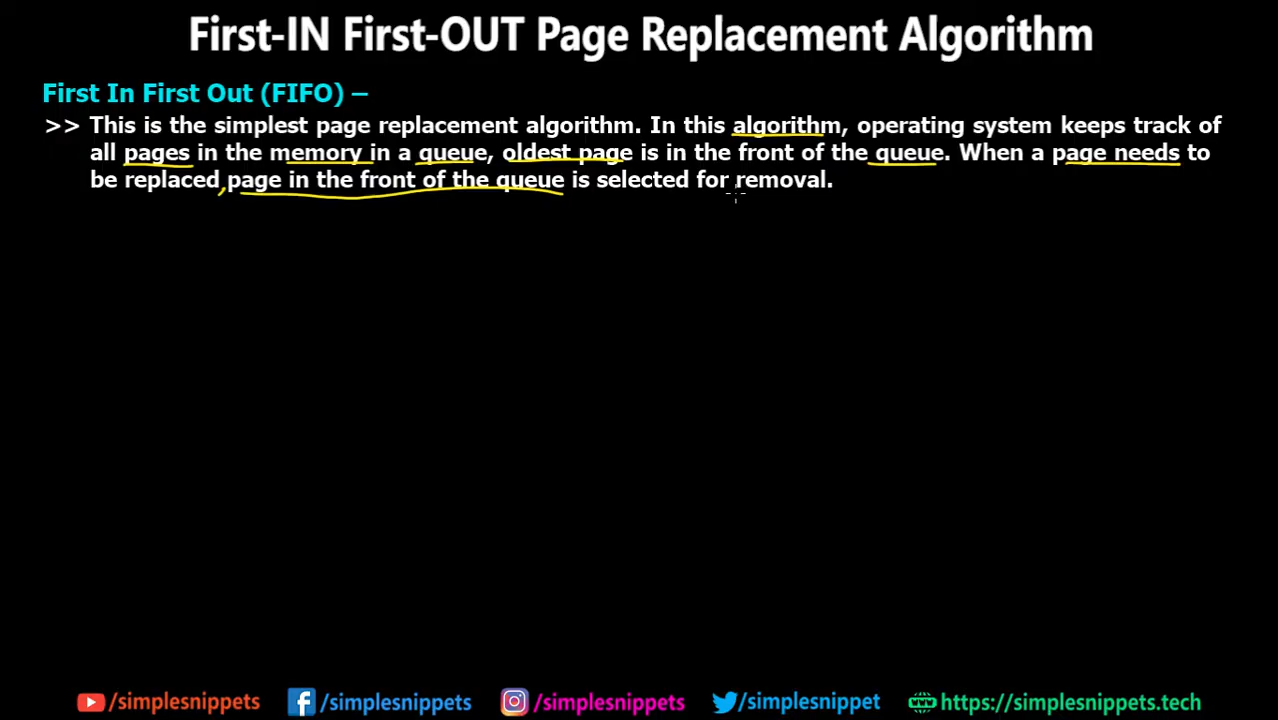 First-IN First-OUT Page Replacement Algorithm
First In First Out (FIFO) –
>> This is the simplest page replacement algorithm. In this algorithm, operating system keeps track of
all pages in the memory in a queue, oldest page is in the front of the queue. When a page needs to
be replaced,page in the front of the queue is selected for removal.
/simplesnippets /simplesnippets /simplesnippets /simplesnippet https://simplesnippets.tech